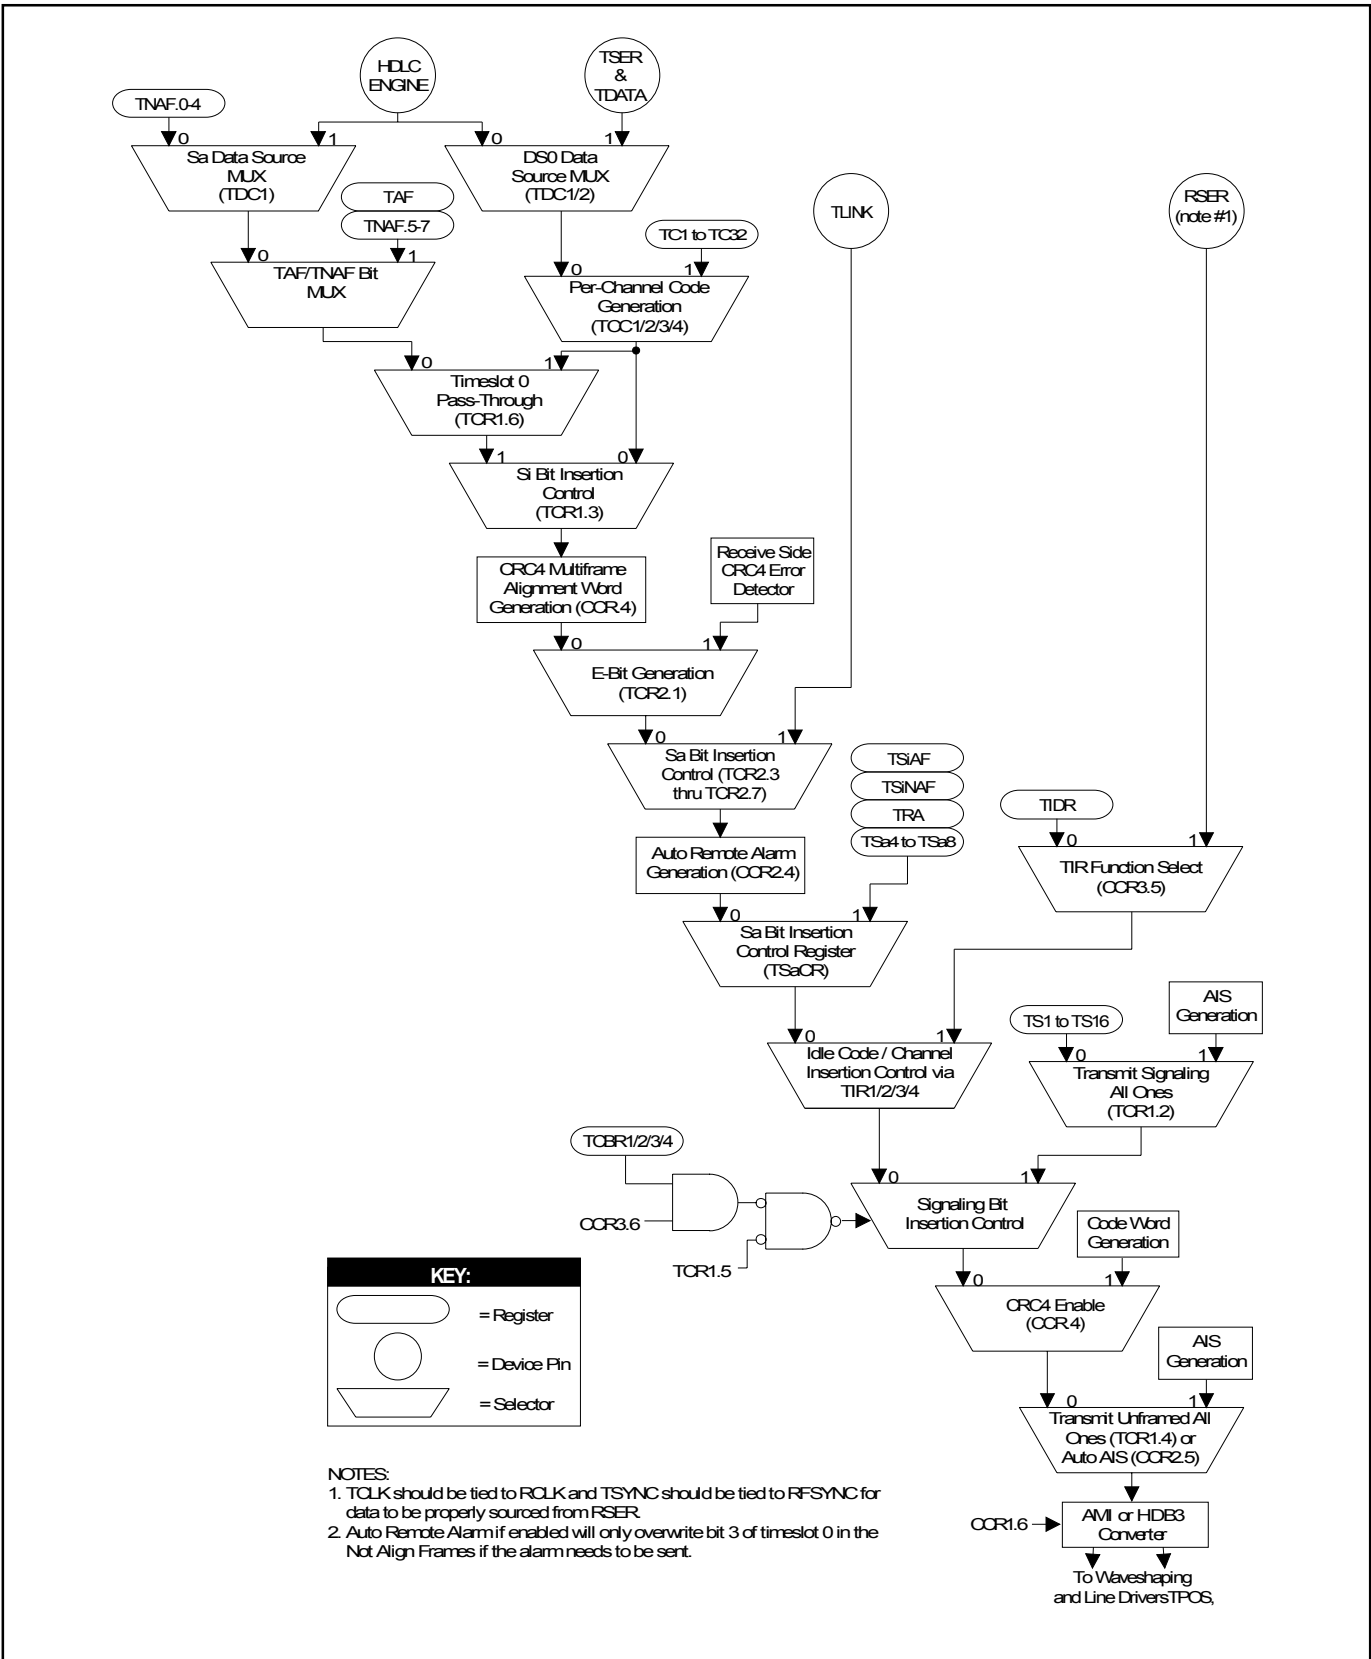 HDLC
ENGINE
TSER
&
TDATA
TNAF.0-4
0
1
0
1
Sa Data Source
MUX
(TDC1)
DS0 Data
Source MUX
(TDC1/2)
TAF
TNAF.5-7
TLINK
RSER
(note #1)
TC1 to TC32
0
1
TAF/TNAF Bit
MUX
0
1
Per-Channel Code
Generation
(TCC1/2/3/4)
0
1
Timeslot 0
Pass-Through
(TCR1.6)
1
0
Si Bit Insertion
Control
(TCR1.3)
CRC4 Multiframe
Alignment Word
Generation (CCR.4)
Receive Side
CRC4 Error
Detector
0
1
E-Bit Generation
(TCR2.1)
0
1
Sa Bit Insertion
Control (TCR2.3
thru TCR2.7)
TSiAF
TSiNAF
TRA
TSa4 to TSa8
TIDR
0
1
TIR Function Select
(CCR3.5)
Auto Remote Alarm
Generation (CCR2.4)
0
1
Sa Bit Insertion
Control Register
(TSaCR)
AIS
Generation
TS1 to TS16
0
1
Idle Code / Channel
Insertion Control via
TIR1/2/3/4
0
1
Transmit Signaling
All Ones
(TCR1.2)
TCBR1/2/3/4
CCR3.6
TCR1.5
0
1
Signaling Bit
Insertion Control
Code Word
Generation
0
1
CRC4 Enable
(CCR.4)
AIS
Generation
0
1
Transmit Unframed All
Ones (TCR1.4) or
Auto AIS (CCR2.5)
CCR1.6
AMI or HDB3
Converter
To Waveshaping
and Line DriversTPOS,
KEY:
= Register
= Device Pin
= Selector
NOTES:
1. TCLK should be tied to RCLK and TSYNC should be tied to RFSYNC for
data to be properly sourced from RSER.
2. Auto Remote Alarm if enabled will only overwrite bit 3 of timeslot 0 in the
Not Align Frames if the alarm needs to be sent.